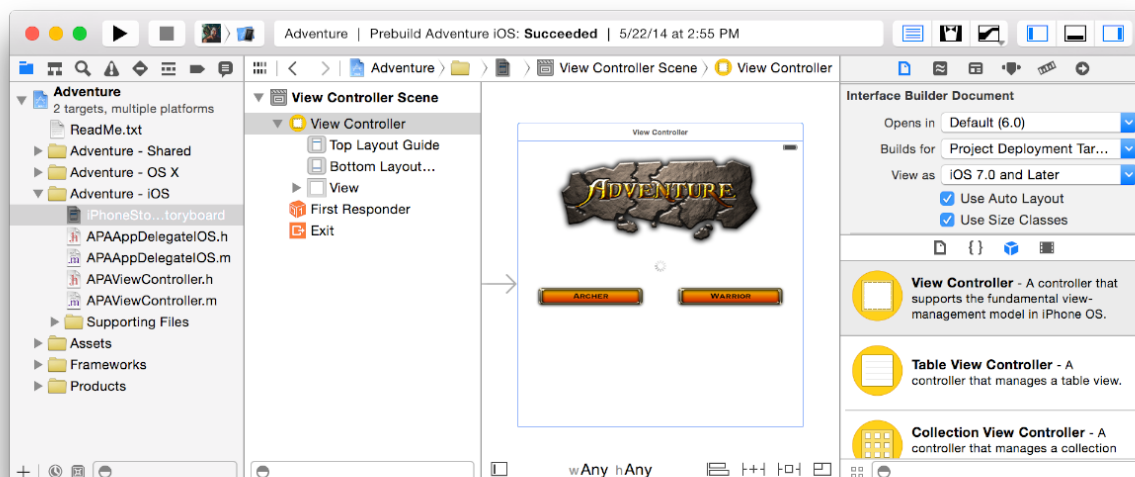 Adventure | Prebuild Adventure iOS: Succeeded | 5/22/14 at 2:55 PM
Adventure
2 targets, multiple platforms
ReadMe.txt
Adventure - Shared
Adventure - OS X
Adventure - iOS
iPhoneSto...toryboard
APAAppDelegateIOS.h
APAAppDelegateIOS.m
APAViewController.h
APAViewController.m
Supporting Files
Assets
Frameworks
Products
Adventure
View Controller Scene
View Controller
View Controller Scene
View Controller
Top Layout Guide
Bottom Layout...
View
First Responder
Exit
View Controller
ADVENTURE
ARCHER
WARRIOR
wAny hAny
Interface Builder Document
Opens in Default (6.0)
Builds for Project Deployment Tar...
View as iOS 7.0 and Later
Use Auto Layout
Use Size Classes
{ }
View Controller - A controller that
supports the fundamental view-
management model in iPhone OS.
Table View Controller - A
controller that manages a table view.
Collection View Controller - A
controller that manages a collection